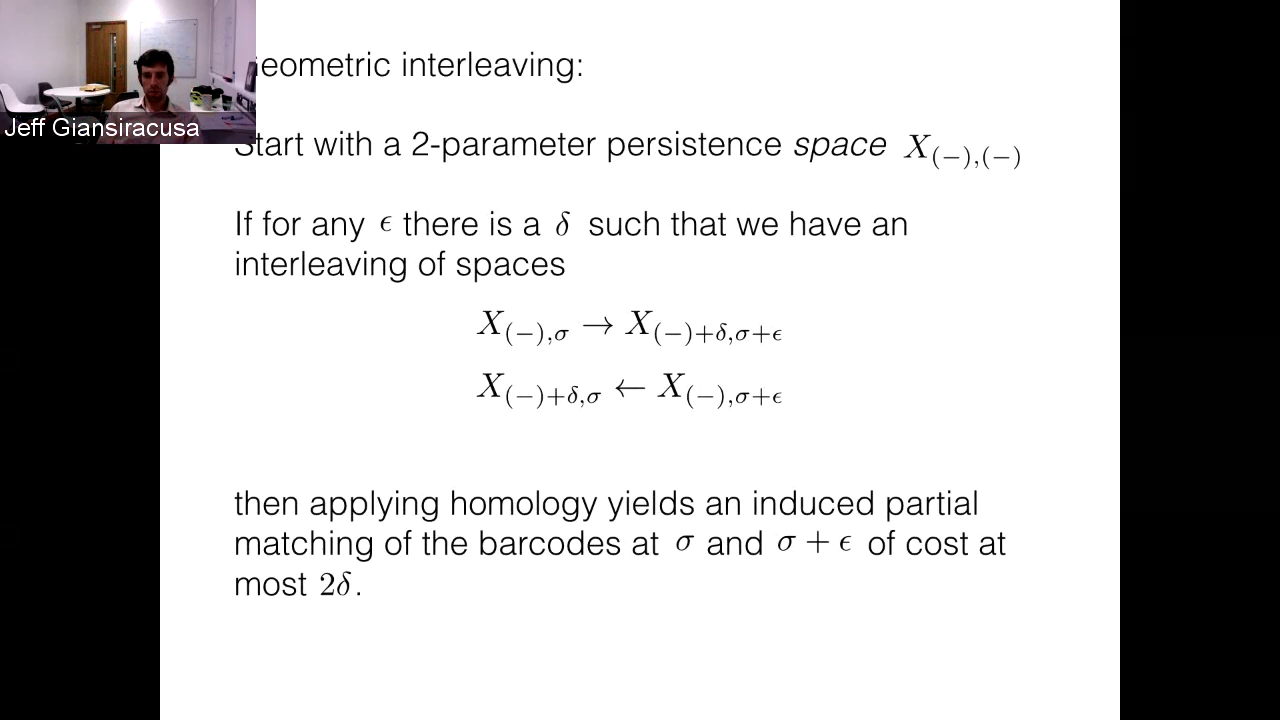 eometric interleaving:
Jeff Giansiracusa
Start with a 2-parameter persistence space X_{(−),(−)}
If for any ϵ there is a δ such that we have an
interleaving of spaces
X_{(−),σ} → X_{(−)+δ,σ+ϵ}
X_{(−)+δ,σ} ← X_{(−),σ+ϵ}
then applying homology yields an induced partial
matching of the barcodes at σ and σ + ϵ of cost at
most 2δ.